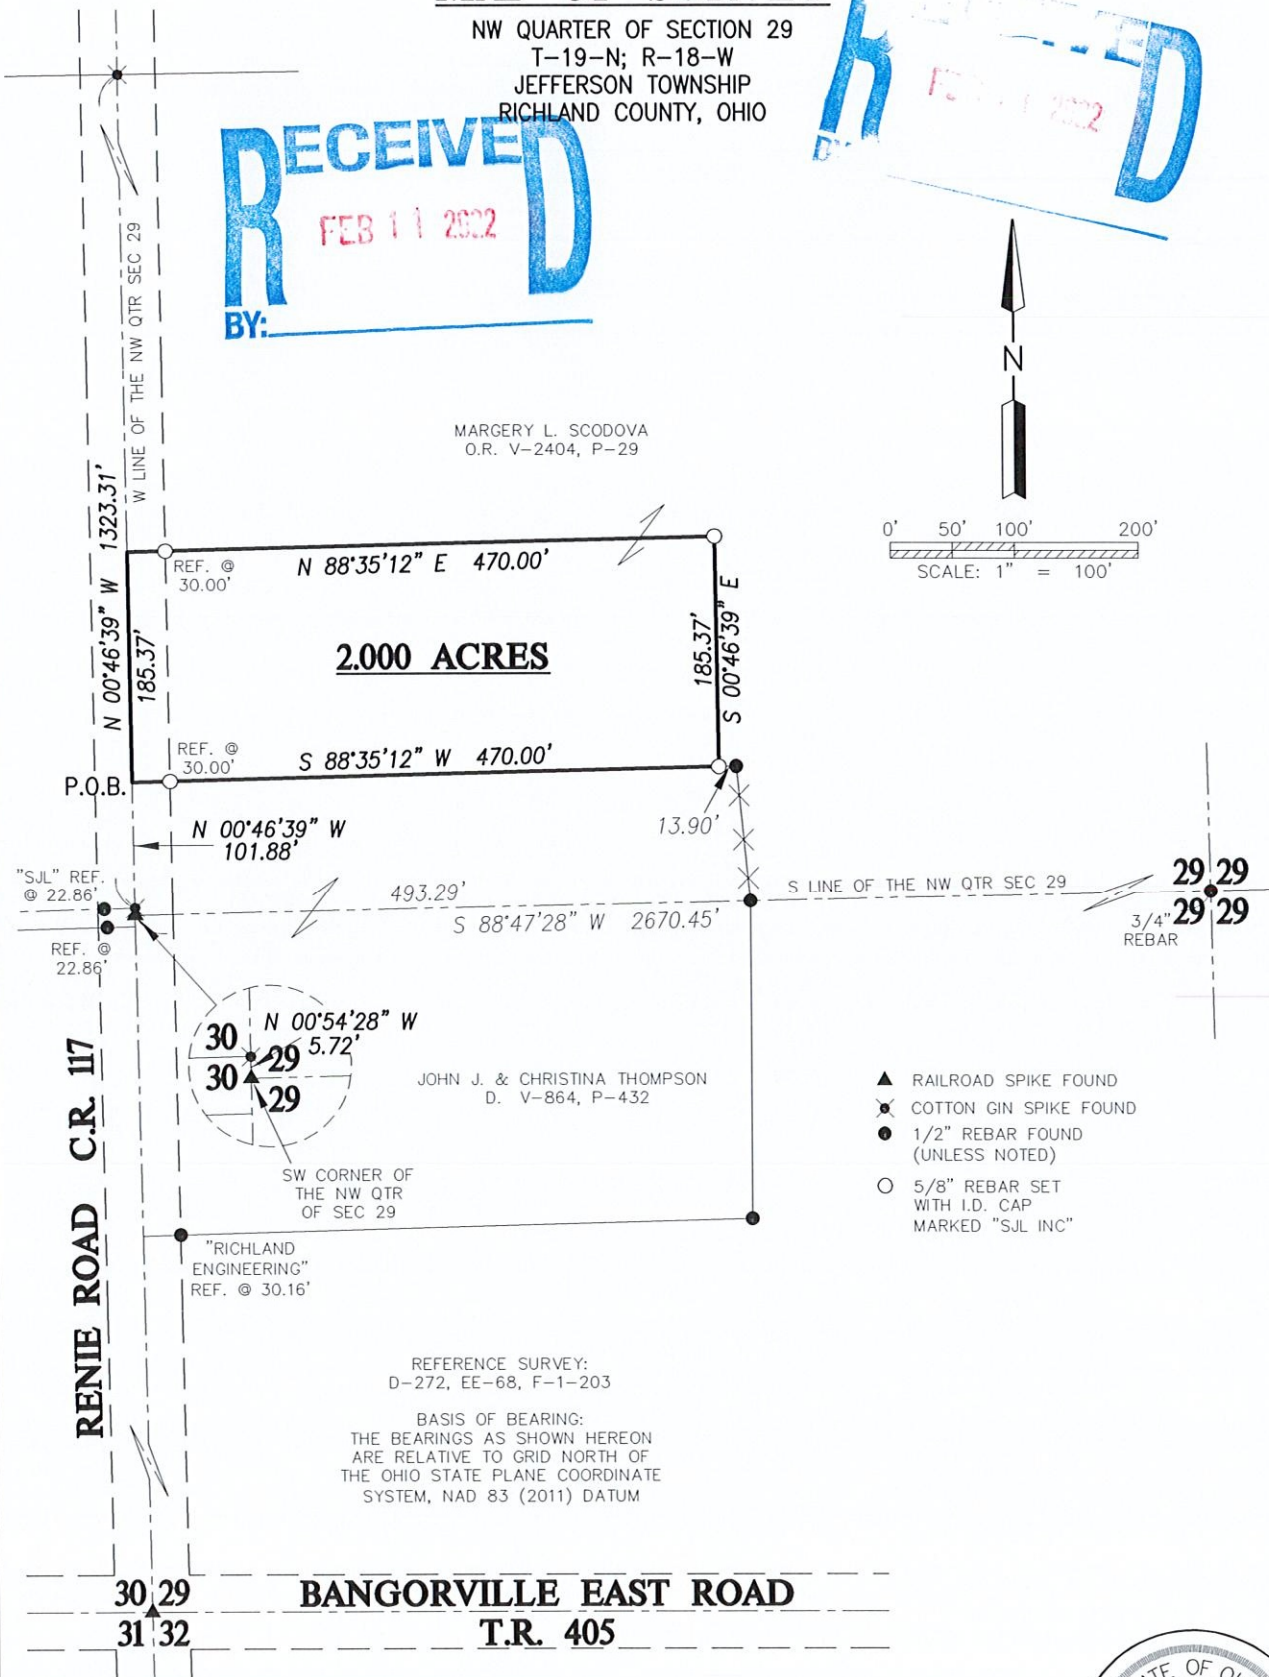 NW QUARTER OF SECTION 29
T-19-N; R-18-W
JEFFERSON TOWNSHIP
RICHLAND COUNTY, OHIO
RECEIVED
FEB 11 2022
BY:
D
2022
W LINE OF THE NW QTR SEC 29
N
MARGERY L. SCODOVA
O.R. V-2404, P-29
0' 50' 100' 200'
SCALE: 1" = 100'
N 00°46'39" W 1323.31'
REF. @
30.00'
N 88°35'12" E 470.00'
185.37'
2.000 ACRES
185.37'
S 00°46'39" E
REF. @
30.00'
S 88°35'12" W 470.00'
P.O.B.
N 00°46'39" W
101.88'
13.90'
"SJL" REF.
@ 22.86'
493.29'
S 88°47'28" W 2670.45'
S LINE OF THE NW QTR SEC 29
29 29
29 29
3/4"
REBAR
REF. @
22.86'
N 00°54'28" W
5.72'
30
29
30
29
JOHN J. & CHRISTINA THOMPSON
D. V-864, P-432
SW CORNER OF
THE NW QTR
OF SEC 29
RAILROAD SPIKE FOUND
COTTON GIN SPIKE FOUND
1/2" REBAR FOUND
(UNLESS NOTED)
5/8" REBAR SET
WITH I.D. CAP
MARKED "SJL INC"
"RICHLAND
ENGINEERING"
REF. @ 30.16'
RENIE ROAD C.R. 117
REFERENCE SURVEY:
D-272, EE-68, F-1-203
BASIS OF BEARING:
THE BEARINGS AS SHOWN HEREON
ARE RELATIVE TO GRID NORTH OF
THE OHIO STATE PLANE COORDINATE
SYSTEM, NAD 83 (2011) DATUM
30 29
31 32
BANGORVILLE EAST ROAD
T.R. 405
OF